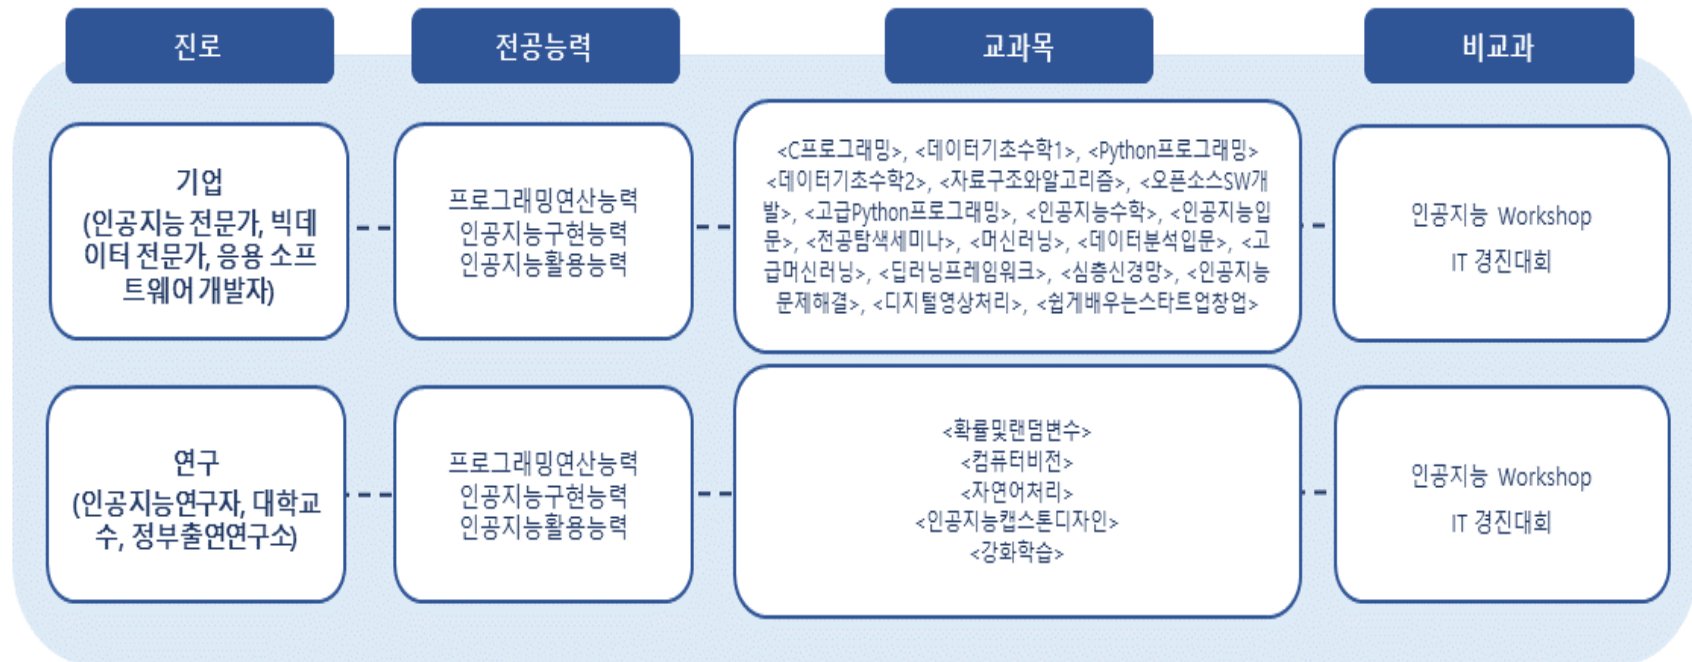 진로
전공능력
교과목
비교과
기업
(인공지능 전문가, 빅데
이터 전문가, 응용 소프
트웨어 개발자)
프로그래밍연산능력
인공지능구현능력
인공지능활용능력
<C프로그래밍>, <데이터기초수학1>, <Python프로그래밍>
<데이터기초수학2>, <자료구조와알고리즘>, <오픈소스SW개
발>, <고급Python프로그래밍>, <인공지능수학>, <인공지능입
문>, <전공탐색세미나>, <머신러닝>, <데이터분석입문>, <고
급머신러닝>, <딥러닝프레임워크>, <심층신경망>, <인공지능
문제해결>, <디지털영상처리>, <쉽게배우는스타트업창업>
인공지능 Workshop
IT 경진대회
연구
(인공지능연구자, 대학교
수, 정부출연연구소)
프로그래밍연산능력
인공지능구현능력
인공지능활용능력
<확률및랜덤변수>
<컴퓨터비전>
<자연어처리>
<인공지능캡스톤디자인>
<강화학습>
인공지능 Workshop
IT 경진대회